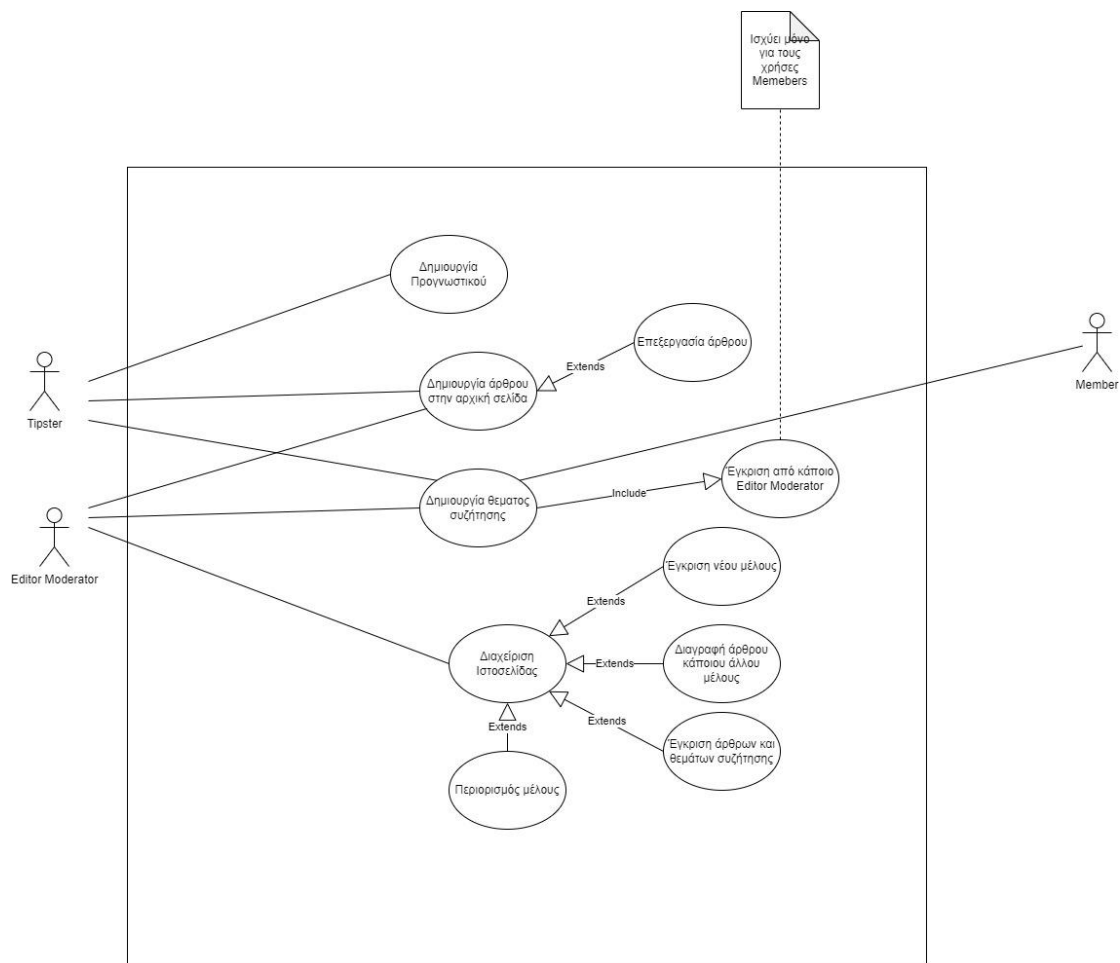 Ισχύει μόνο
για τους
χρήσες
Memebers
Δημιουργία
Προγνωστικού
Επεξεργασία άρθρου
Extends
Δημιουργία άρθρου
στην αρχική σελίδα
Tipster
Member
Έγκριση από κάποιο
Editor Moderator
Include
Δημιουργία θεματος
συζήτησης
Editor Moderator
Έγκριση νέου μέλους
Extends
Διαχείριση
Ιστοσελίδας
Extends
Διαγραφή άρθρου
κάποιου άλλου
μέλους
Extends
Extends
Έγκριση άρθρων και
θεμάτων συζήτησης
Περιορισμός μέλους